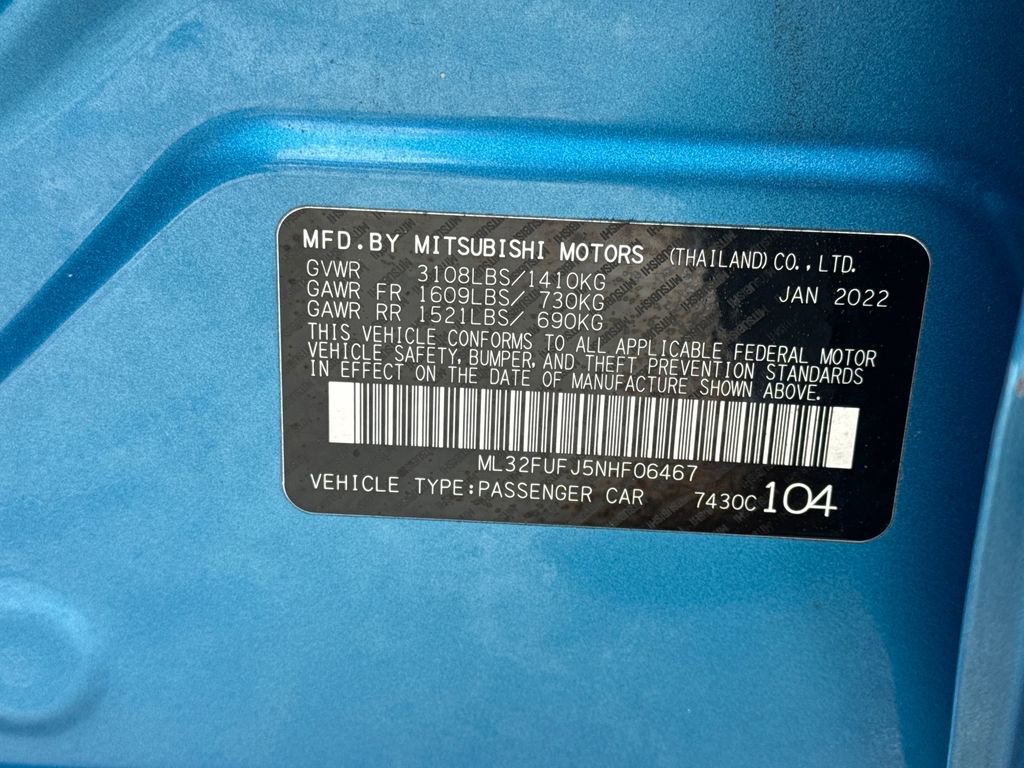 MFD.BY MITSUBISHI MOTORS (THAILAND)CO.,LTD.
GVWR 3108LBS/1410KG JAN 2022
GAWR FR 1609LBS/ 730KG
GAWR RR 1521LBS/ 690KG
THIS VEHICLE CONFORMS TO ALL APPLICABLE FEDERAL MOTOR
VEHICLE SAFETY, BUMPER, AND THEFT PREVENTION STANDARDS
IN EFFECT ON THE DATE OF MANUFACTURE SHOWN ABOVE.
ML32FUFJ5NHF06467
VEHICLE TYPE:PASSENGER CAR 7430C 104